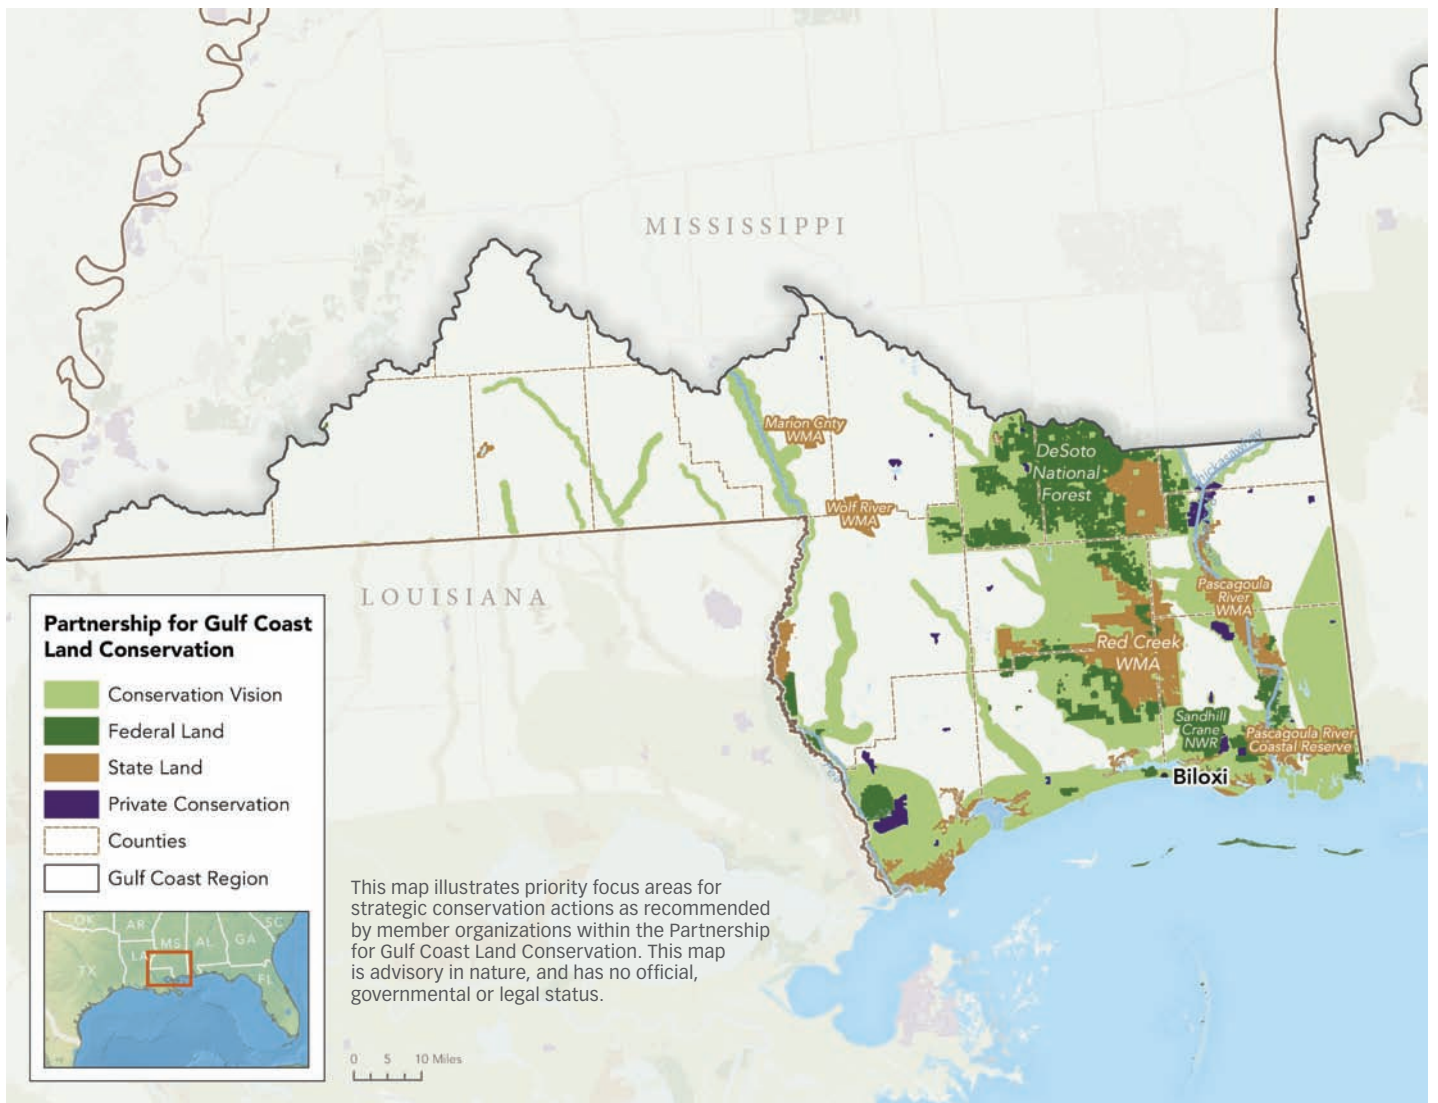 MISSISSIPPI
Marion Cnty
WMA
DeSoto
National
Forest
Chickasawhay
Wolf River
WMA
LOUISIANA
Pascagoula
River
WMA
Red Creek
WMA
Sandhill
Crane
NWR
Pascagoula River
Coastal Reserve
Biloxi
Partnership for Gulf Coast
Land Conservation
Conservation Vision
Federal Land
State Land
Private Conservation
Counties
Gulf Coast Region
OK
AR
SC
MS
AL
GA
LA
TX
FL
This map illustrates priority focus areas for
strategic conservation actions as recommended
by member organizations within the Partnership
for Gulf Coast Land Conservation. This map
is advisory in nature, and has no official,
governmental or legal status.
0 5 10 Miles